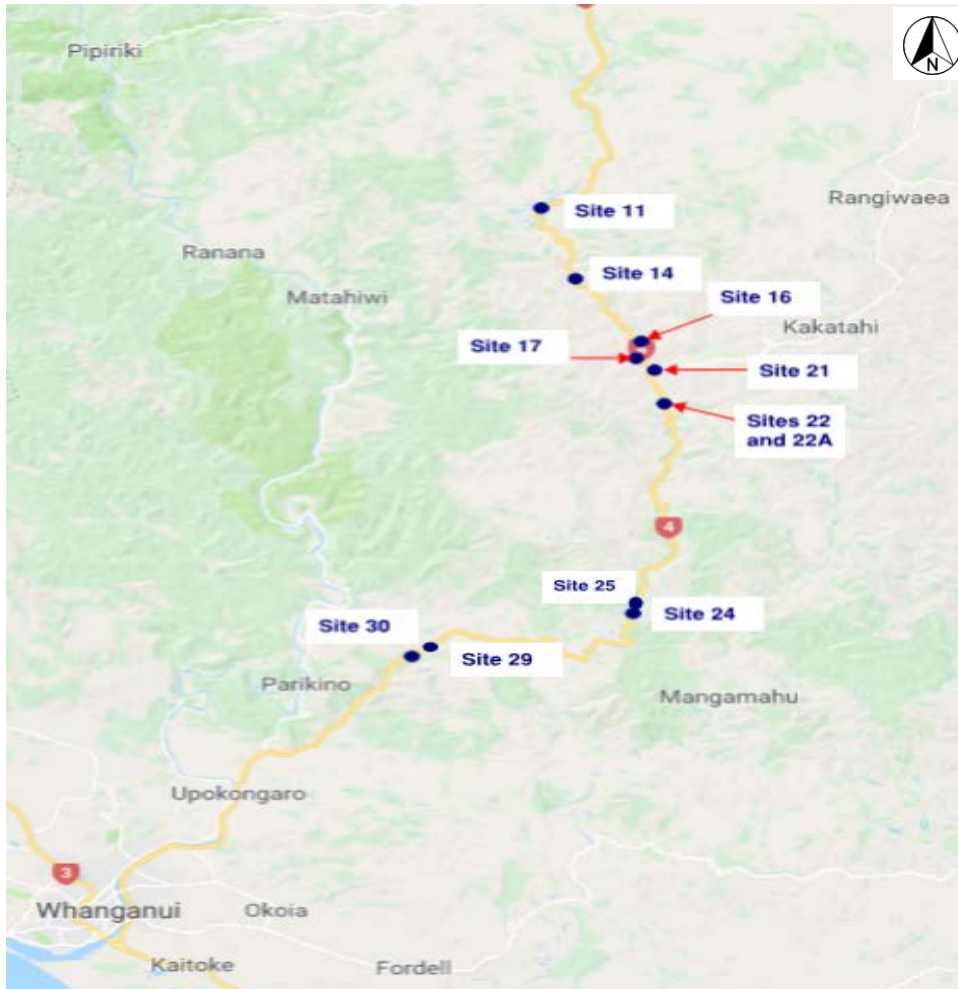 N
Pipiriki
Rangiwaea
Site 11
Ranana
Site 14
Matahiwi
Site 16
Kakatahi
Site 17
Site 21
Sites 22
and 22A
4
Site 25
Site 24
Site 30
Site 29
Parikino
Mangamahu
Upokongaro
3
Whanganui
Okoia
Kaitoke
Fordell